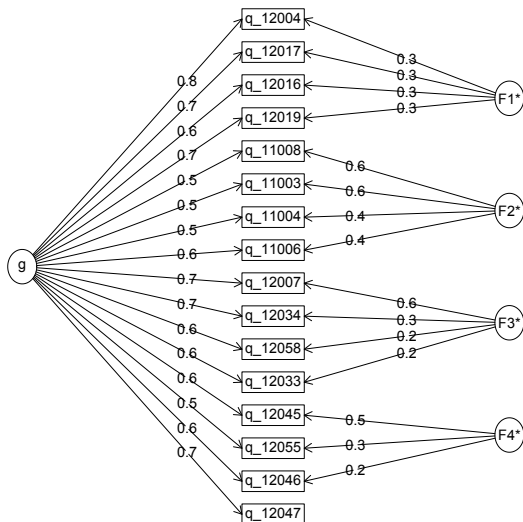 q_12004
q_12017
q_12016
q_12019
q_11008
q_11003
q_11004
q_11006
q_12007
q_12034
q_12058
q_12033
q_12045
q_12055
q_12046
q_12047
g
0.8
0.7
0.6
0.7
0.5
0.5
0.5
0.6
0.7
0.7
0.6
0.6
0.6
0.5
0.6
0.7
0.3
0.3
0.3
0.3
F1*
0.6
0.6
0.4
0.4
F2*
0.6
0.3
0.2
0.2
F3*
0.5
0.3
0.2
F4*